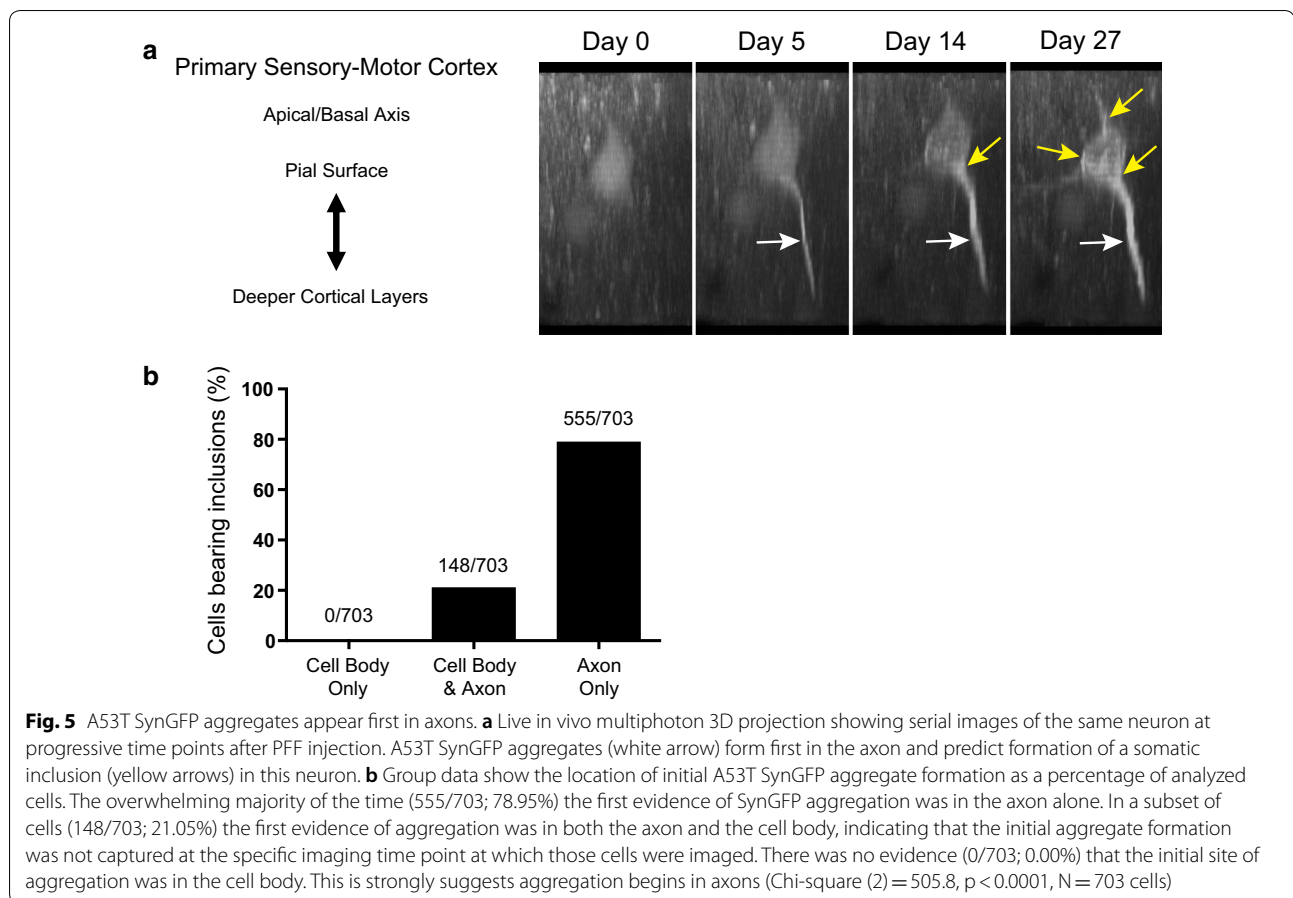 a
Primary Sensory-Motor Cortex
Apical/Basal Axis
Pial Surface
Deeper Cortical Layers
Day 0 Day 5 Day 14 Day 27
b
Cells bearing inclusions (%)
100
80
60
40
20
0
0/703
148/703
555/703
Cell Body
Only
Cell Body
& Axon
Axon
Only
Fig. 5 A53T SynGFP aggregates appear first in axons. a Live in vivo multiphoton 3D projection showing serial images of the same neuron at
progressive time points after PFF injection. A53T SynGFP aggregates (white arrow) form first in the axon and predict formation of a somatic
inclusion (yellow arrows) in this neuron. b Group data show the location of initial A53T SynGFP aggregate formation as a percentage of analyzed
cells. The overwhelming majority of the time (555/703; 78.95%) the first evidence of SynGFP aggregation was in the axon alone. In a subset of
cells (148/703; 21.05%) the first evidence of aggregation was in both the axon and the cell body, indicating that the initial aggregate formation
was not captured at the specific imaging time point at which those cells were imaged. There was no evidence (0/703; 0.00%) that the initial site of
aggregation was in the cell body. This is strongly suggests aggregation begins in axons (Chi-square (2) = 505.8, p < 0.0001, N = 703 cells)